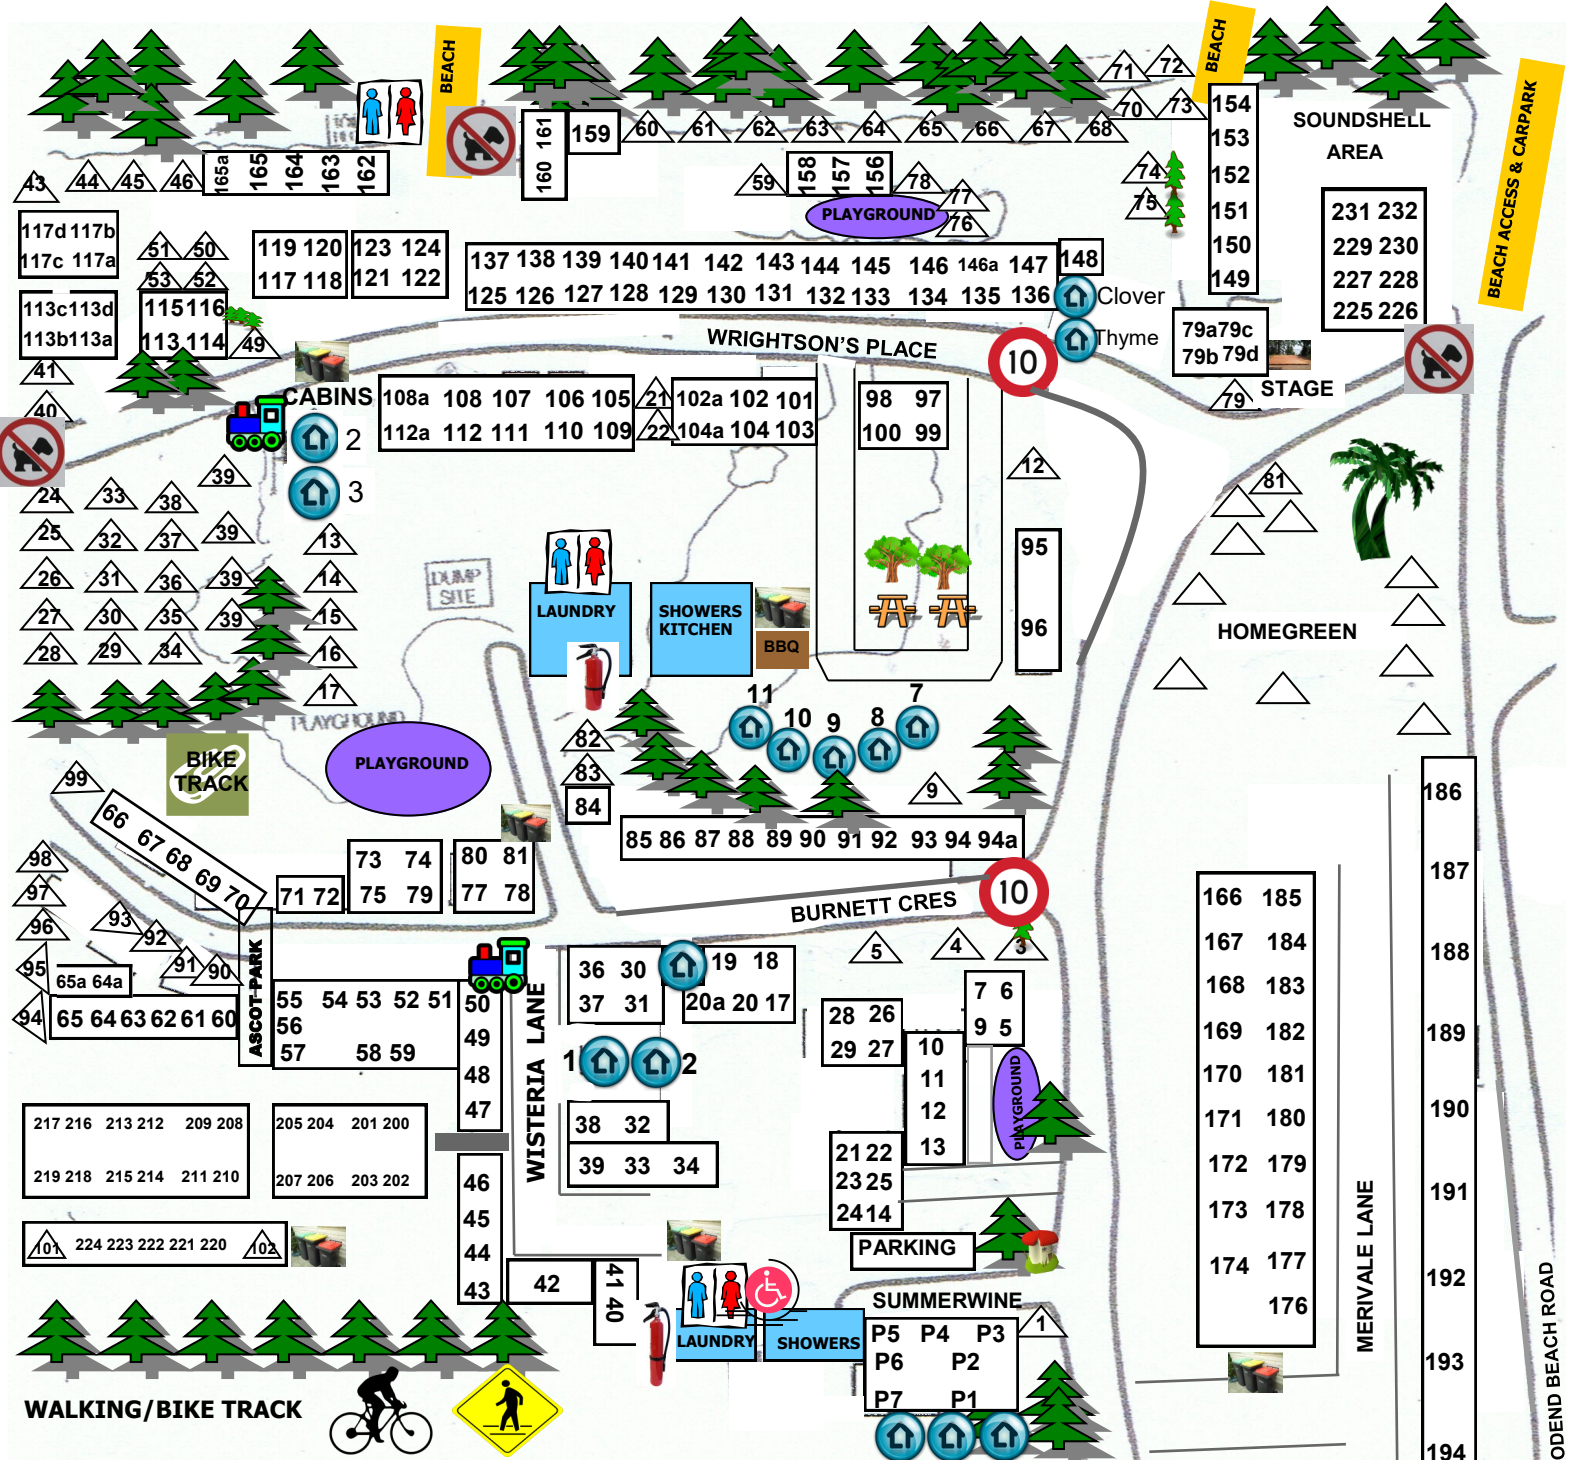 BEACH
BEACH
BEACH ACCESS & CARPARK
71 72
70 73
154
153
152
151
150
149
SOUNDSHELL
AREA
161
160
159
60 61 62 63 64 65 66 67 68
43 44 45 46
165a 165 164 163 162
59
158 157 156
78
77
76
74
75
PLAYGROUND
231 232
229 230
227 228
225 226
117d 117b
117c 117a
51 50
53 52
119 120
117 118
123 124
121 122
137 138 139 140 141 142 143 144 145 146 146a 147
125 126 127 128 129 130 131 132 133 134 135 136
148
Clover
Thyme
113c 113d
113b 113a
115 116
113 114
49
WRIGHTSON'S PLACE
10
79a 79c
79b 79d
STAGE
79
41
40
CABINS
2
3
108a 108 107 106 105
112a 112 111 110 109
21
22
102a 102 101
104a 104 103
98 97
100 99
12
81
39
24 33 38
25 32 37 39
26 31 36 39
27 30 35 39
28 29 34
13
14
15
16
17
DUMP
SITE
LAUNDRY
SHOWERS
KITCHEN
BBQ
95
96
HOMEGREEN
PLAYGROUND
PLAYGROUND
BIKE
TRACK
11
10
9
8
7
82
83
84
9
99
66 67 68 69 70
85 86 87 88 89 90 91 92 93 94 94a
73 74
75 79
80 81
77 78
71 72
98
97
96
95
94
93
92
91
90
BURNETT CRES
10
5 4 3
65a 64a
65 64 63 62 61 60
ASCOT PARK
55 54 53 52 51
56
57 58 59
50
49
48
47
46
45
44
43
WISTERIA LANE
36 30
37 31
19 18
20a 20 17
1
2
38 32
39 33 34
28 26
29 27
7 6
9 5
10
11
12
13
PLAYGROUND
21 22
23 25
24 14
PARKING
217 216 213 212 209 208
219 218 215 214 211 210
205 204 201 200
207 206 203 202
101 224 223 222 221 220 102
42
41
40
LAUNDRY
SHOWERS
SUMMERWINE
1
P5 P4 P3
P6 P2
P7 P1
166 185
167 184
168 183
169 182
170 181
171 180
172 179
173 178
174 177
176
MERIVALE LANE
186
187
188
189
190
191
192
193
194
ODEND BEACH ROAD
WALKING/BIKE TRACK